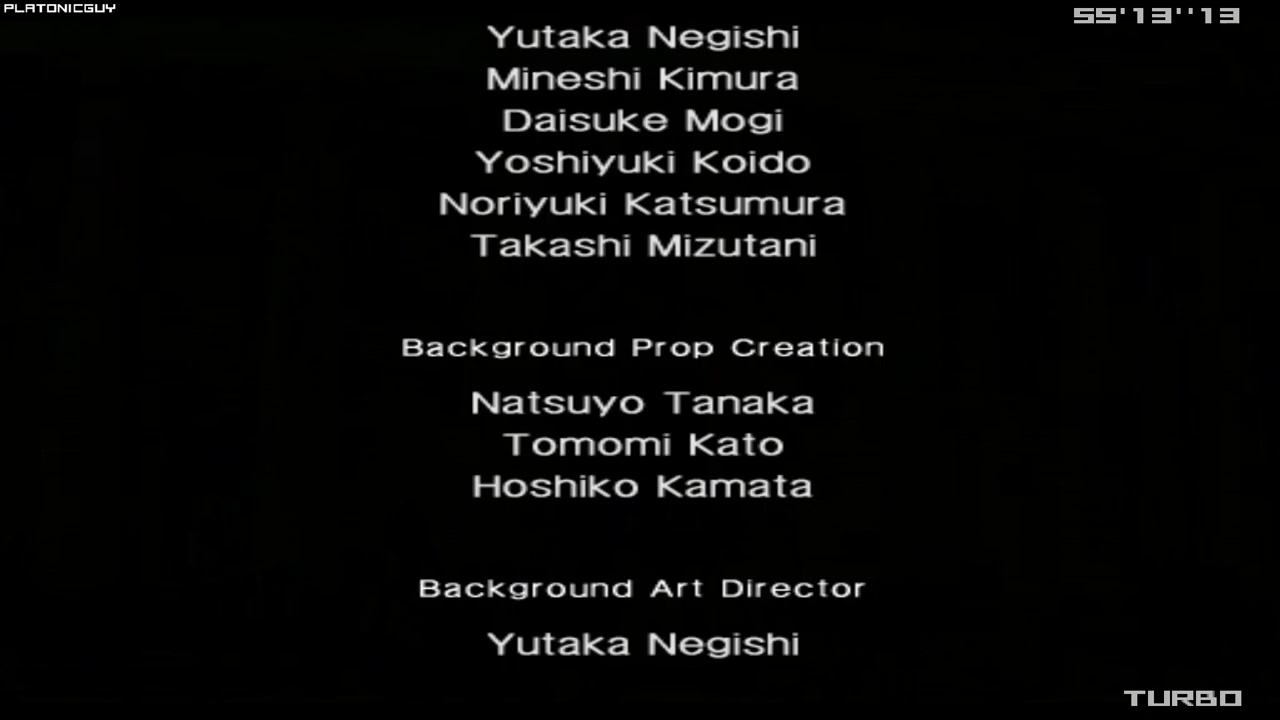 PLATONICGUY
55'13"13
Yutaka Negishi
Mineshi Kimura
Daisuke Mogi
Yoshiyuki Koido
Noriyuki Katsumura
Takashi Mizutani
Background Prop Creation
Natsuyo Tanaka
Tomomi Kato
Hoshiko Kamata
Background Art Director
Yutaka Negishi
TURBO